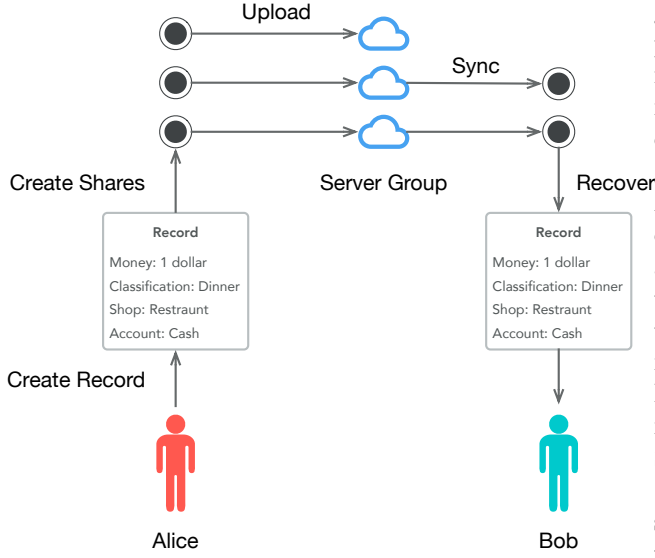 Upload
Sync
Create Shares
Server Group
Recover
Record
Money: 1 dollar
Classification: Dinner
Shop: Restraunt
Account: Cash
Record
Money: 1 dollar
Classification: Dinner
Shop: Restraunt
Account: Cash
Create Record
Alice
Bob